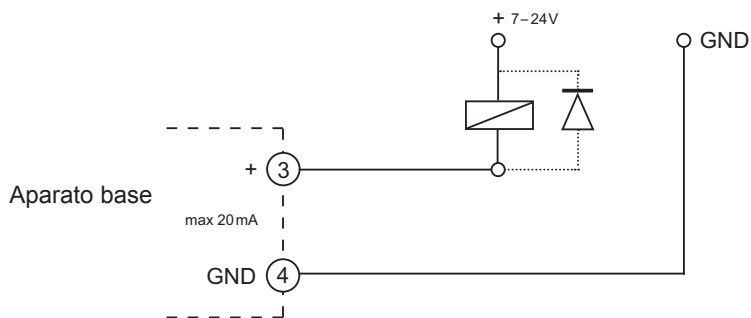 + 7–24V
GND
+ 3
Aparato base
max 20mA
GND 4